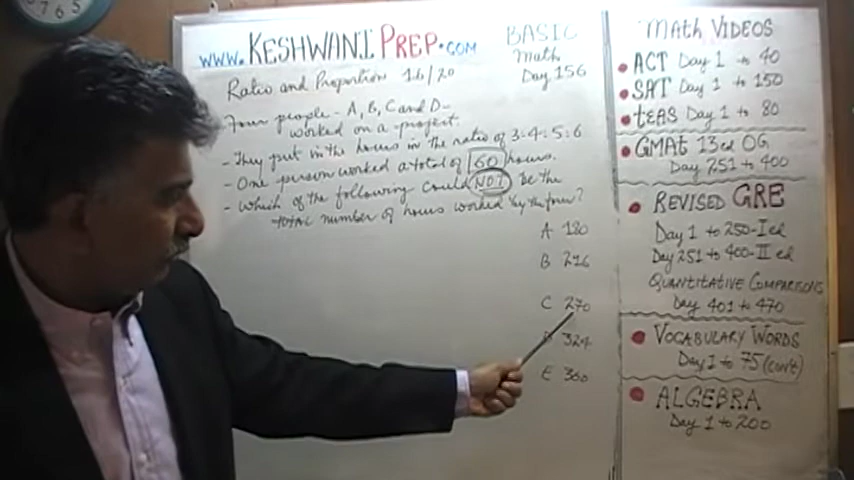 7 6 5
www.KESHWANIPREP.COM
Ratio and Proportion 16/20
BASIC
Math
Day 156
Four people - A, B, C and D -
worked on a project.
- They put in the hours in the ratio of 3:4:5:6
- One person worked a total of 60 hours.
- Which of the following could NOT be the
TOTAL number of hours worked by the four?
A 180
B 216
C 270
D 324
E 360
MATH VIDEOS
ACT Day 1 to 40
SAT Day 1 to 150
TEAS Day 1 to 80
GMAT 13ed OG
Day 251 to 400
REVISED GRE
Day 1 to 250-I ed
Day 251 to 400-II ed
QUANTITATIVE COMPARISONS
Day 401 to 470
VOCABULARY WORDS
Day 1 to 75 (con't)
ALGEBRA
Day 1 to 200